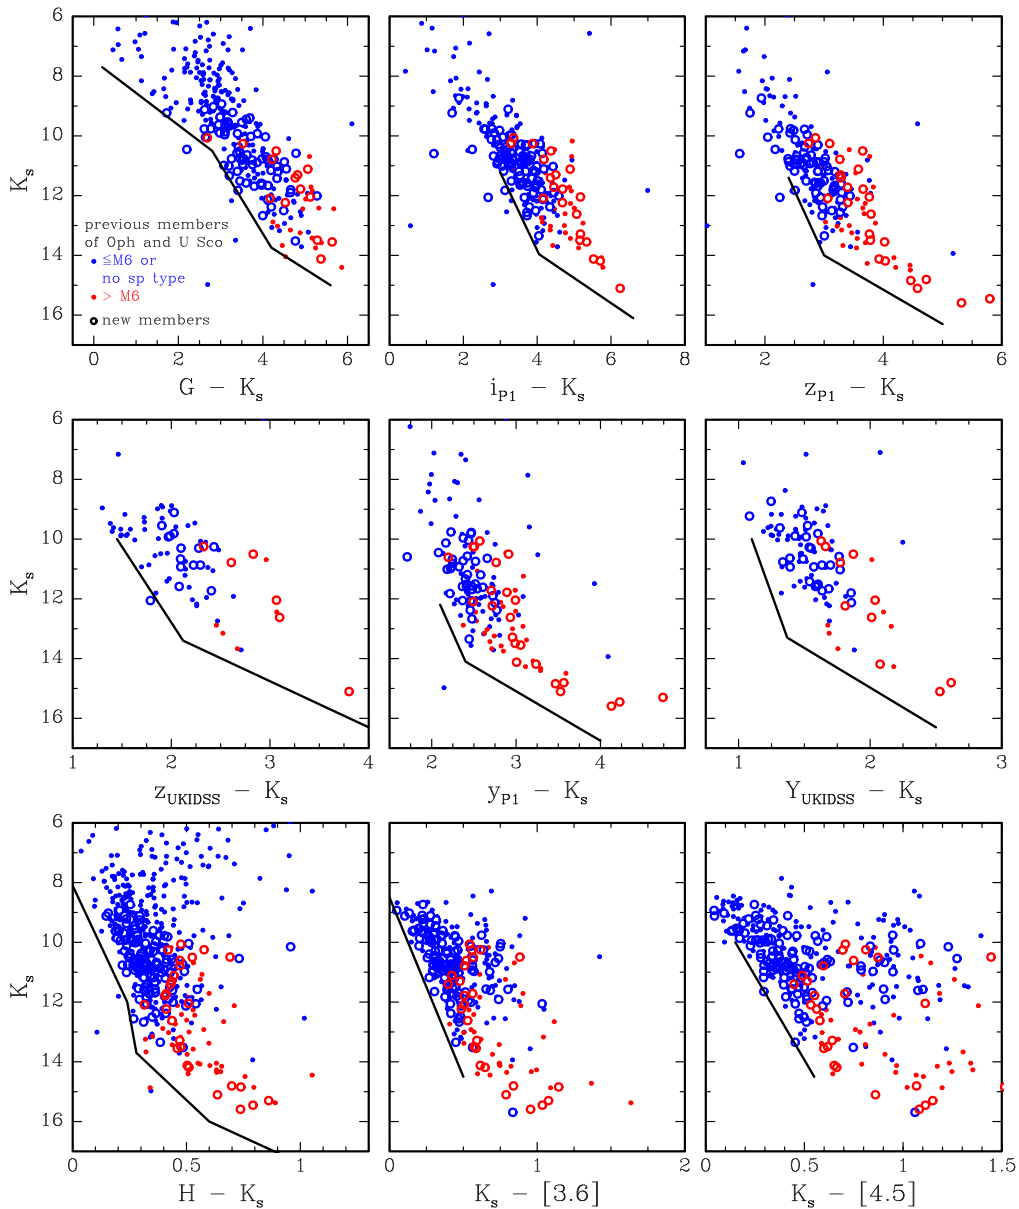 6
8
10
12
14
16
K_s
previous members
of Oph and U Sco
≦M6 or
no sp type
> M6
new members
0 2 4 6
G − K_s
0 2 4 6 8
i_P1 − K_s
2 4 6
z_P1 − K_s
6
8
10
12
14
16
K_s
1 2 3 4
z_UKIDSS − K_s
2 3 4
y_P1 − K_s
1 2 3
Y_UKIDSS − K_s
6
8
10
12
14
16
K_s
0 0.5 1
H − K_s
0 1 2
K_s − [3.6]
0 0.5 1 1.5
K_s − [4.5]